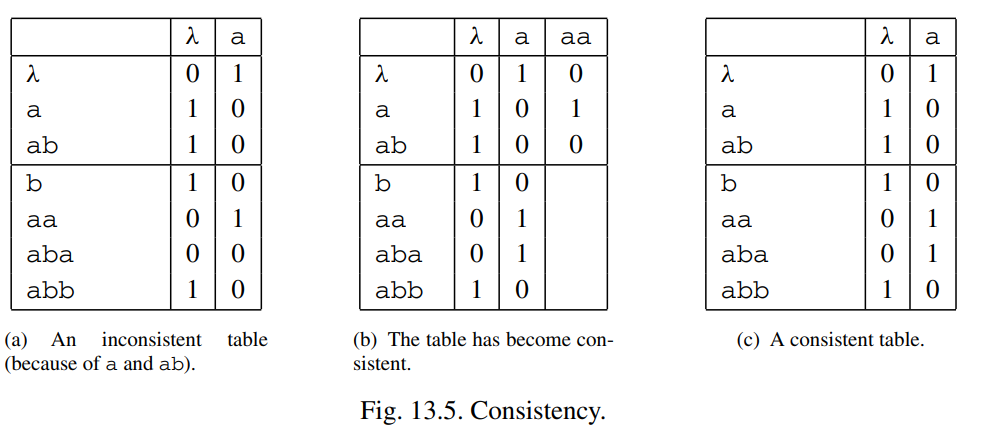 λ a
λ 0 1
a 1 0
ab 1 0
b 1 0
aa 0 1
aba 0 0
abb 1 0
(a) An inconsistent table
(because of a and ab).
λ a aa
λ 0 1 0
a 1 0 1
ab 1 0 0
b 1 0
aa 0 1
aba 0 1
abb 1 0
(b) The table has become con-
sistent.
λ a
λ 0 1
a 1 0
ab 1 0
b 1 0
aa 0 1
aba 0 1
abb 1 0
(c) A consistent table.
Fig. 13.5. Consistency.